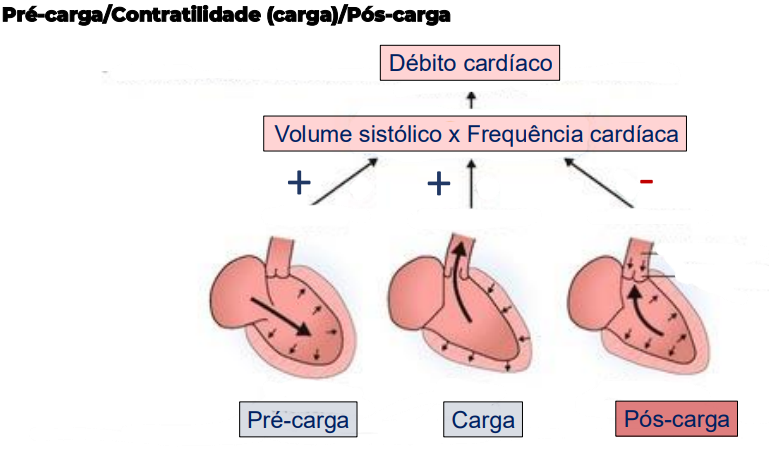 Pré-carga/Contratilidade (carga)/Pós-carga
Débito cardíaco
Volume sistólico x Frequência cardíaca
+ + -
Pré-carga
Carga
Pós-carga